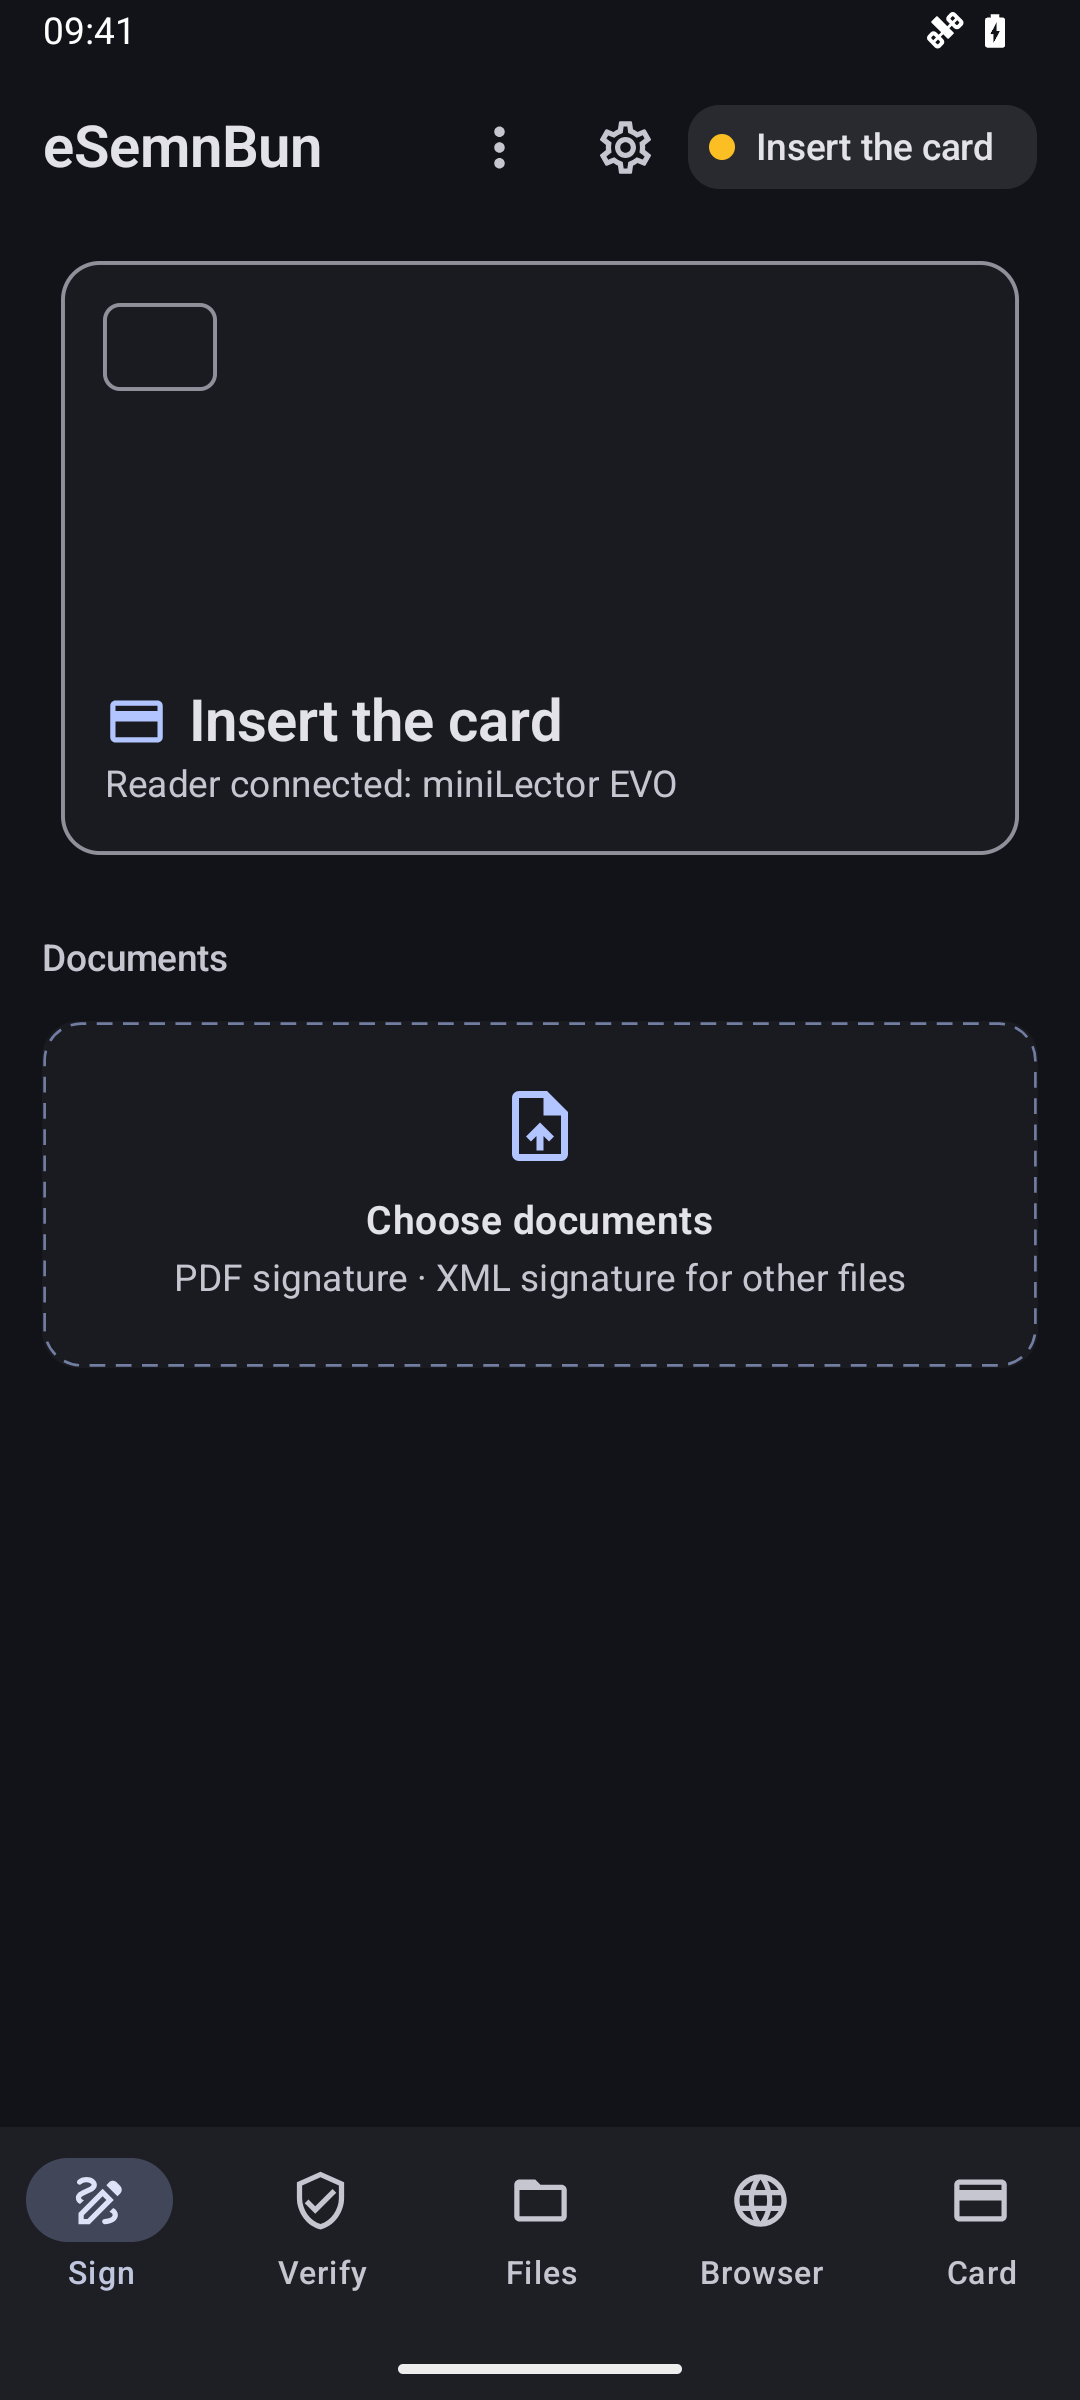 09:41
eSemnBun
Insert the card
Insert the card
Reader connected: miniLector EVO
Documents
Choose documents
PDF signature · XML signature for other files
Sign
Verify
Files
Browser
Card